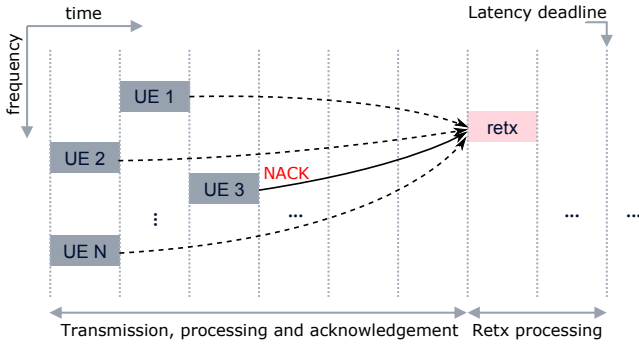 time
Latency deadline
frequency
UE 1
retx
UE 2
NACK
UE 3
...
...
...
...
UE N
Transmission, processing and acknowledgement
Retx processing